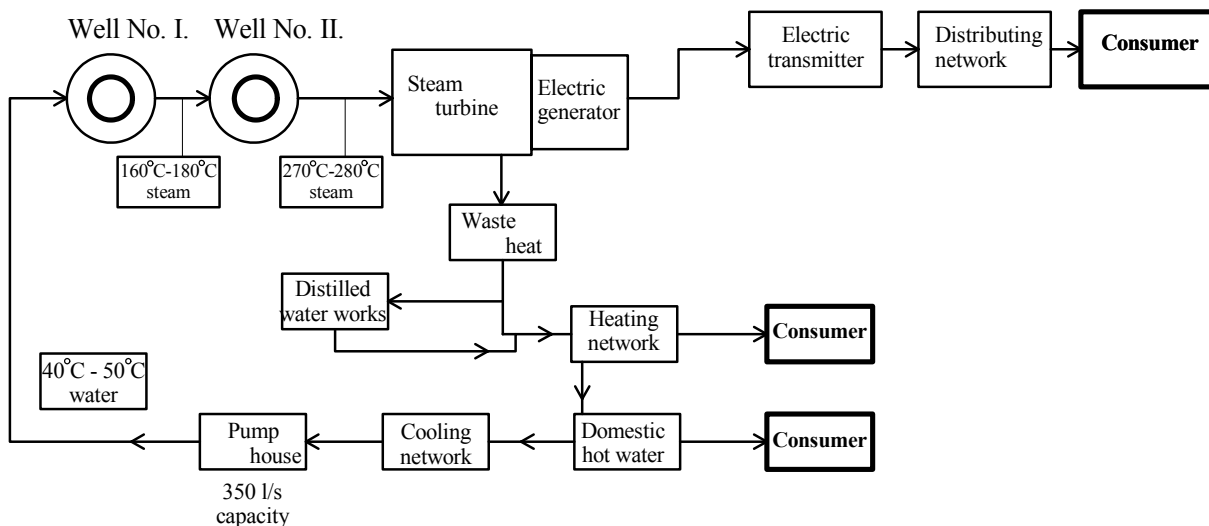 Well No. I.
Well No. II.
Steam
turbine
Electric
generator
Electric
transmitter
Distributing
network
Consumer
160°C-180°C
steam
270°C-280°C
steam
Waste
heat
Distilled
water works
Heating
network
Consumer
40°C - 50°C
water
Pump
house
Cooling
network
Domestic
hot water
Consumer
350 l/s
capacity